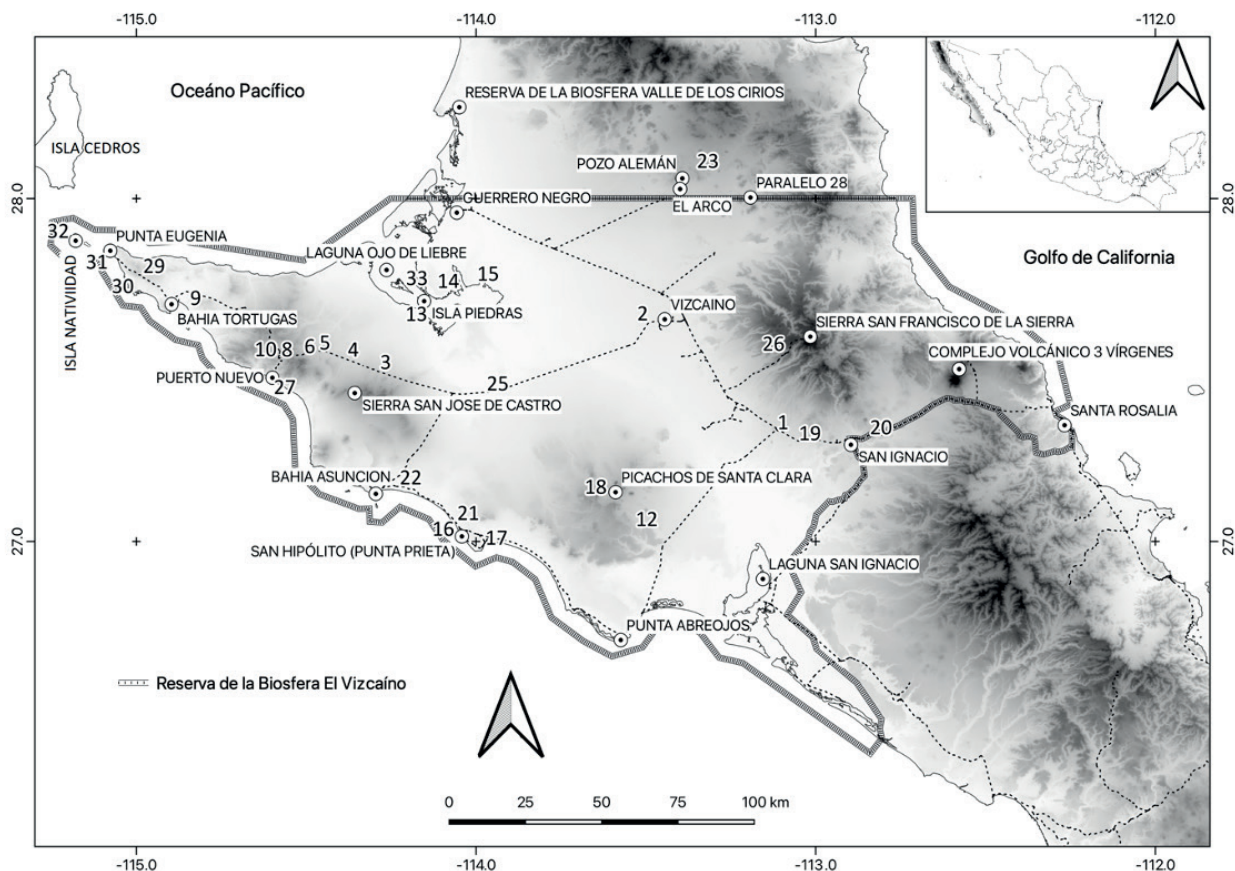 -115.0 -114.0 -113.0 -112.0
Oceáno Pacífico
RESERVA DE LA BIOSFERA VALLE DE LOS CIRIOS
ISLA CEDROS
POZO ALEMÁN 23
PARALELO 28
28.0 28.0
GUERRERO NEGRO
EL ARCO
32 PUNTA EUGENIA
Golfo de California
LAGUNA OJO DE LIEBRE
31 29 33 14 15
30 9
ISLA NATIVIIDAD
BAHIA TORTUGAS
13 ISLA PIEDRAS
2 VIZCAINO
SIERRA SAN FRANCISCO DE LA SIERRA
26
10 8 6 5 4 3
COMPLEJO VOLCÁNICO 3 VÍRGENES
PUERTO NUEVO
27
25
SIERRA SAN JOSE DE CASTRO
SANTA ROSALIA
1 19 20
SAN IGNACIO
BAHIA ASUNCION 22
18 PICACHOS DE SANTA CLARA
12
21
16 17
27.0 27.0
SAN HIPÓLITO (PUNTA PRIETA)
LAGUNA SAN IGNACIO
PUNTA ABREOJOS
Reserva de la Biosfera El Vizcaíno
0 25 50 75 100 km
-115.0 -114.0 -113.0 -112.0